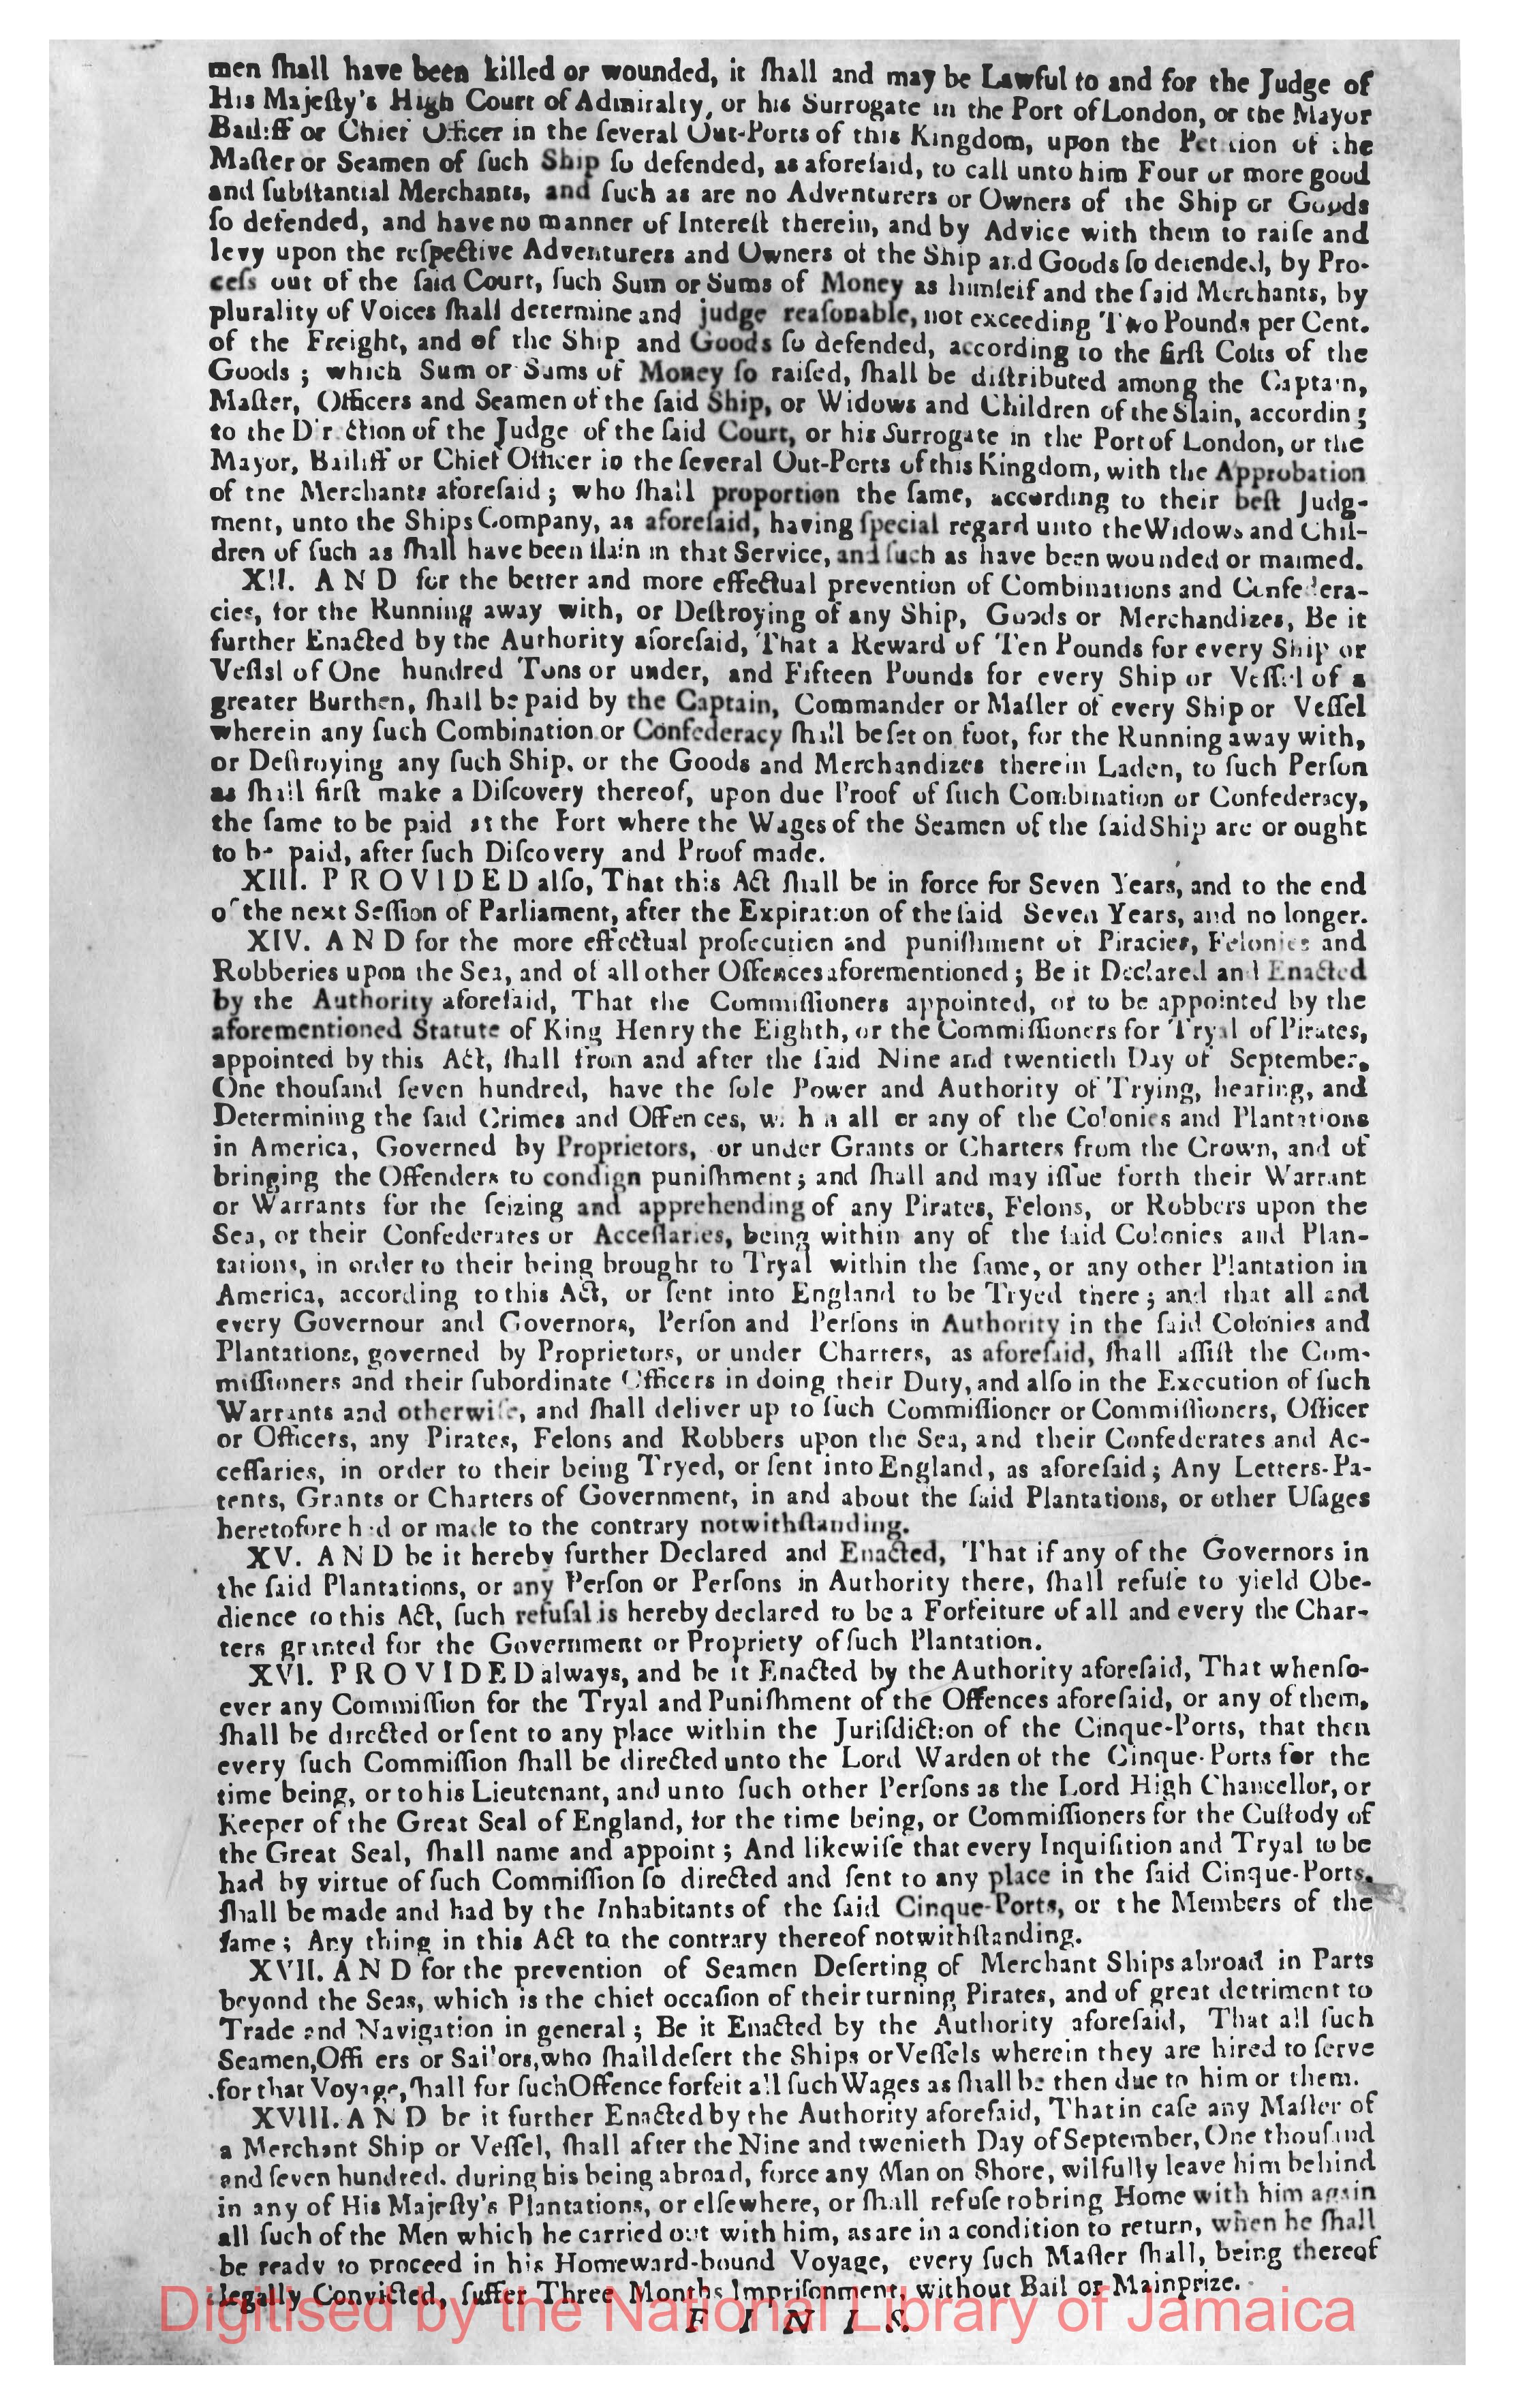 men ſhall have been killed or wounded, it ſhall and may be Lawful to and for the Judge of
His Majeſty's High Court of Admiralty, or his Surrogate in the Port of London, or the Mayor
Bailiff or Chief Officer in the ſeveral Out-Ports of this Kingdom, upon the Petition of the
Maſter or Seamen of ſuch Ship ſo defended, as aforeſaid, to call unto him Four or more good
and ſubſtantial Merchants, and ſuch as are no Adventurers or Owners of the Ship or Goods
ſo defended, and have no manner of Intereſt therein, and by Advice with them to raiſe and
levy upon the reſpective Adventurers and Owners of the Ship and Goods ſo defended, by Pro-
ceſs out of the ſaid Court, ſuch Sum or Sums of Money as himſelf and the ſaid Merchants, by
plurality of Voices ſhall determine and judge reaſonable, not exceeding Two Pounds per Cent.
of the Freight, and of the Ship and Goods ſo defended, according to the firſt Coſts of the
Goods ; which Sum or Sums of Money ſo raiſed, ſhall be diſtributed among the Captain,
Maſter, Officers and Seamen of the ſaid Ship, or Widows and Children of the Slain, according
to the Direction of the Judge of the ſaid Court, or his Surrogate in the Port of London, or the
Mayor, Bailiff or Chief Officer in the ſeveral Out-Ports of this Kingdom, with the Approbation
of the Merchants aforeſaid ; who ſhall proportion the ſame, according to their beſt Judg-
ment, unto the Ships Company, as aforeſaid, having ſpecial regard unto the Widows and Chil-
dren of ſuch as ſhall have been ſlain in that Service, and ſuch as have been wounded or maimed.
XII. AND for the better and more effectual prevention of Combinations and Confedera-
cies, for the Running away with, or Deſtroying of any Ship, Goods or Merchandizes, Be it
further Enacted by the Authority aforeſaid, That a Reward of Ten Pounds for every Ship or
Veſſsl of One hundred Tons or under, and Fifteen Pounds for every Ship or Veſſel of a
greater Burthen, ſhall be paid by the Captain, Commander or Maſter of every Ship or Veſſel
wherein any ſuch Combination or Confederacy ſhall be ſet on foot, for the Running away with,
or Deſtroying any ſuch Ship, or the Goods and Merchandizes therein Laden, to ſuch Perſon
as ſhall firſt make a Diſcovery thereof, upon due Proof of ſuch Combination or Confederacy,
the ſame to be paid at the Port where the Wages of the Seamen of the ſaid Ship are or ought
to be paid, after ſuch Diſcovery and Proof made.
XIII. PROVIDED alſo, That this Act ſhall be in force for Seven Years, and to the end
of the next Seſſion of Parliament, after the Expiration of the ſaid Seven Years, and no longer.
XIV. AND for the more effectual proſecution and puniſhment of Piracies, Felonies and
Robberies upon the Sea, and of all other Offences aforementioned ; Be it Declared and Enacted
by the Authority aforeſaid, That the Commiſſioners appointed, or to be appointed by the
aforementioned Statute of King Henry the Eighth, or the Commiſſioners for Tryal of Pirates,
appointed by this Act, ſhall from and after the ſaid Nine and twentieth Day of September,
One thouſand ſeven hundred, have the ſole Power and Authority of Trying, hearing, and
Determining the ſaid Crimes and Offences, within all or any of the Colonies and Plantations
in America, Governed by Proprietors, or under Grants or Charters from the Crown, and of
bringing the Offenders to condign puniſhment; and ſhall and may iſſue forth their Warrant
or Warrants for the ſeizing and apprehending of any Pirates, Felons, or Robbers upon the
Sea, or their Confederates or Acceſſaries, being within any of the ſaid Colonies and Plan-
tations, in order to their being brought to Tryal within the ſame, or any other Plantation in
America, according to this Act, or ſent into England to be Tryed there ; and that all and
every Governour and Governors, Perſon and Perſons in Authority in the ſaid Colonies and
Plantations, governed by Proprietors, or under Charters, as aforeſaid, ſhall aſſiſt the Com-
miſſioners and their ſubordinate Officers in doing their Duty, and alſo in the Execution of ſuch
Warrants and otherwiſe, and ſhall deliver up to ſuch Commiſſioner or Commiſſioners, Officer
or Officers, any Pirates, Felons and Robbers upon the Sea, and their Confederates and Ac-
ceſſaries, in order to their being Tryed, or ſent into England, as aforeſaid ; Any Letters-Pa-
tents, Grants or Charters of Government, in and about the ſaid Plantations, or other Uſages
heretofore had or made to the contrary notwithſtanding.
XV. AND be it hereby further Declared and Enacted, That if any of the Governors in
the ſaid Plantations, or any Perſon or Perſons in Authority there, ſhall refuſe to yield Obe-
dience to this Act, ſuch refuſal is hereby declared to be a Forfeiture of all and every the Char-
ters granted for the Government or Propriety of ſuch Plantation.
XVI. PROVIDED always, and be it Enacted by the Authority aforeſaid, That whenſo-
ever any Commiſſion for the Tryal and Puniſhment of the Offences aforeſaid, or any of them,
ſhall be directed or ſent to any place within the Juriſdiction of the Cinque-Ports, that then
every ſuch Commiſſion ſhall be directed unto the Lord Warden of the Cinque-Ports for the
time being, or to his Lieutenant, and unto ſuch other Perſons as the Lord High Chancellor, or
Keeper of the Great Seal of England, for the time being, or Commiſſioners for the Cuſtody of
the Great Seal, ſhall name and appoint ; And likewiſe that every Inquiſition and Tryal to be
had by virtue of ſuch Commiſſion ſo directed and ſent to any place in the ſaid Cinque-Ports,
ſhall be made and had by the Inhabitants of the ſaid Cinque-Ports, or the Members of the
ſame ; Any thing in this Act to the contrary thereof notwithſtanding.
XVII. AND for the prevention of Seamen Deſerting of Merchant Ships abroad in Parts
beyond the Seas, which is the chief occaſion of their turning Pirates, and of great detriment to
Trade and Navigation in general ; Be it Enacted by the Authority aforeſaid, That all ſuch
Seamen, Officers or Sailors, who ſhall deſert the Ships or Veſſels wherein they are hired to ſerve
for that Voyage, ſhall for ſuch Offence forfeit all ſuch Wages as ſhall be then due to him or them.
XVIII. AND be it further Enacted by the Authority aforeſaid, That in caſe any Maſter of
a Merchant Ship or Veſſel, ſhall after the Nine and twenieth Day of September, One thouſand
and ſeven hundred. during his being abroad, force any Man on Shore, wilfully leave him behind
in any of His Majeſty's Plantations, or elſewhere, or ſhall refuſe to bring Home with him again
all ſuch of the Men which he carried out with him, as are in a condition to return, when he ſhall
be ready to proceed in his Homeward-bound Voyage, every ſuch Maſter ſhall, being thereof
legally Convicted, ſuffer Three Months Impriſonment, without Bail or Mainprize.
FINIS.
Digitised by the National Library of Jamaica